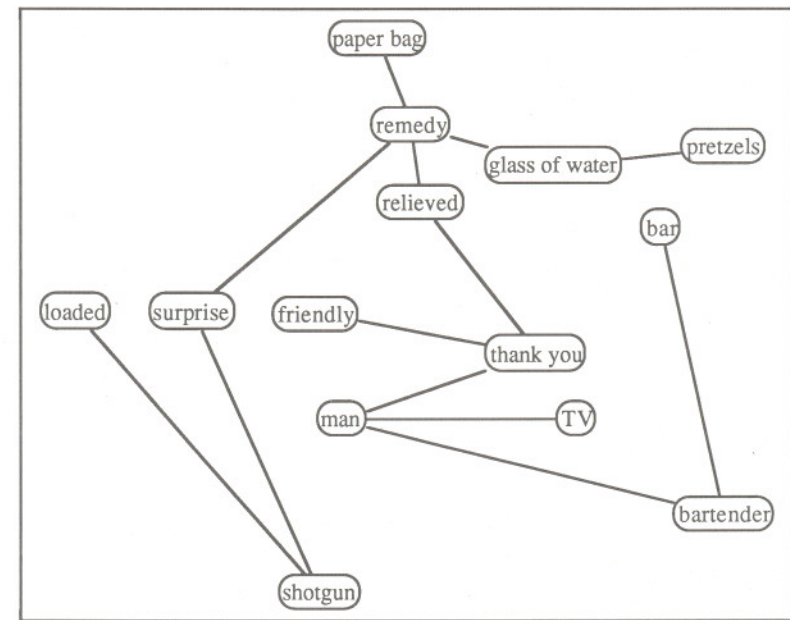 paper bag
remedy
pretzels
glass of water
relieved
bar
loaded
surprise
friendly
thank you
man
TV
bartender
shotgun